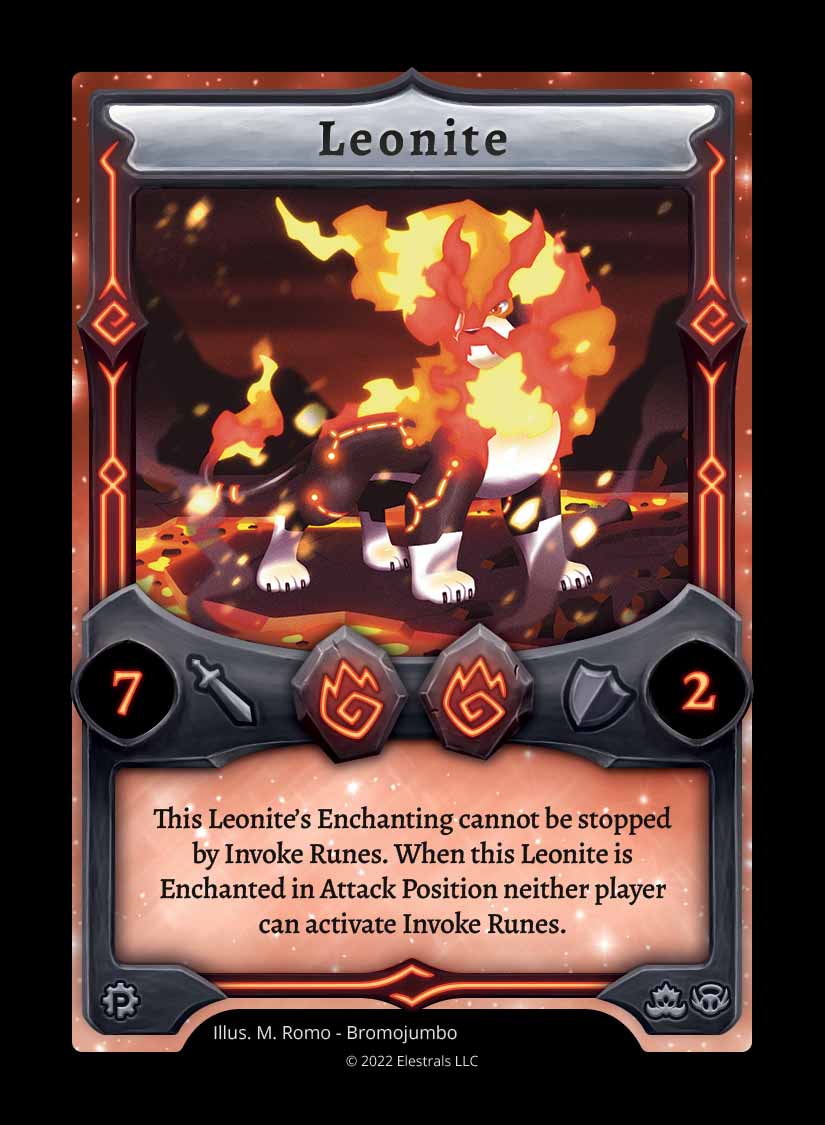 Leonite
7
2
This Leonite's Enchanting cannot be stopped
by Invoke Runes. When this Leonite is
Enchanted in Attack Position neither player
can activate Invoke Runes.
P
Illus. M. Romo - Bromojumbo
© 2022 Elestrals LLC